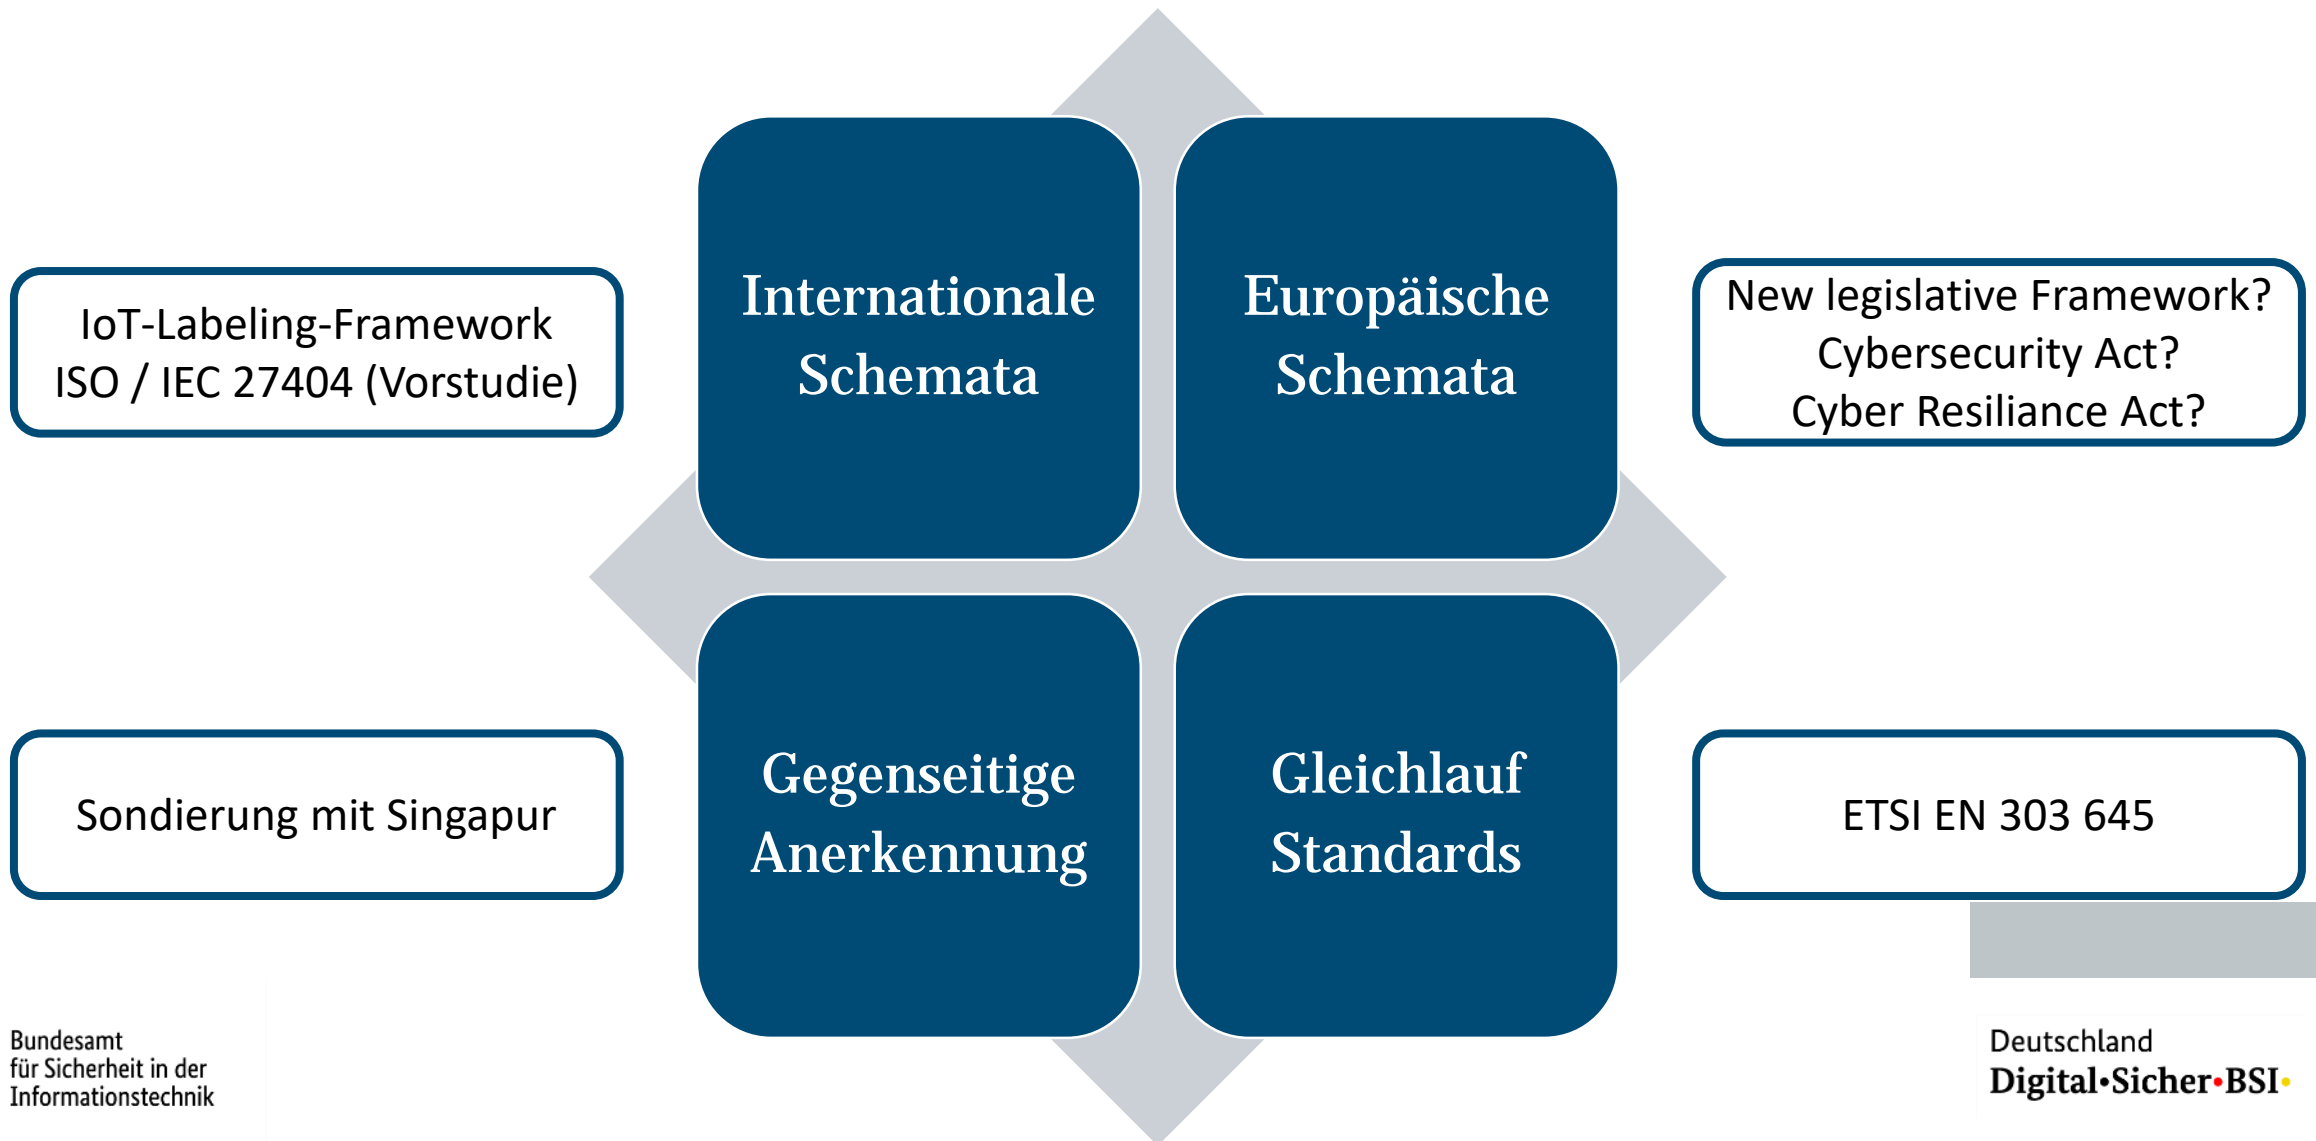 Internationale
Schemata
Europäische
Schemata
IoT-Labeling-Framework
ISO / IEC 27404 (Vorstudie)
New legislative Framework?
Cybersecurity Act?
Cyber Resiliance Act?
Gegenseitige
Anerkennung
Gleichlauf
Standards
Sondierung mit Singapur
ETSI EN 303 645
Bundesamt
für Sicherheit in der
Informationstechnik
Deutschland
Digital•Sicher•BSI•